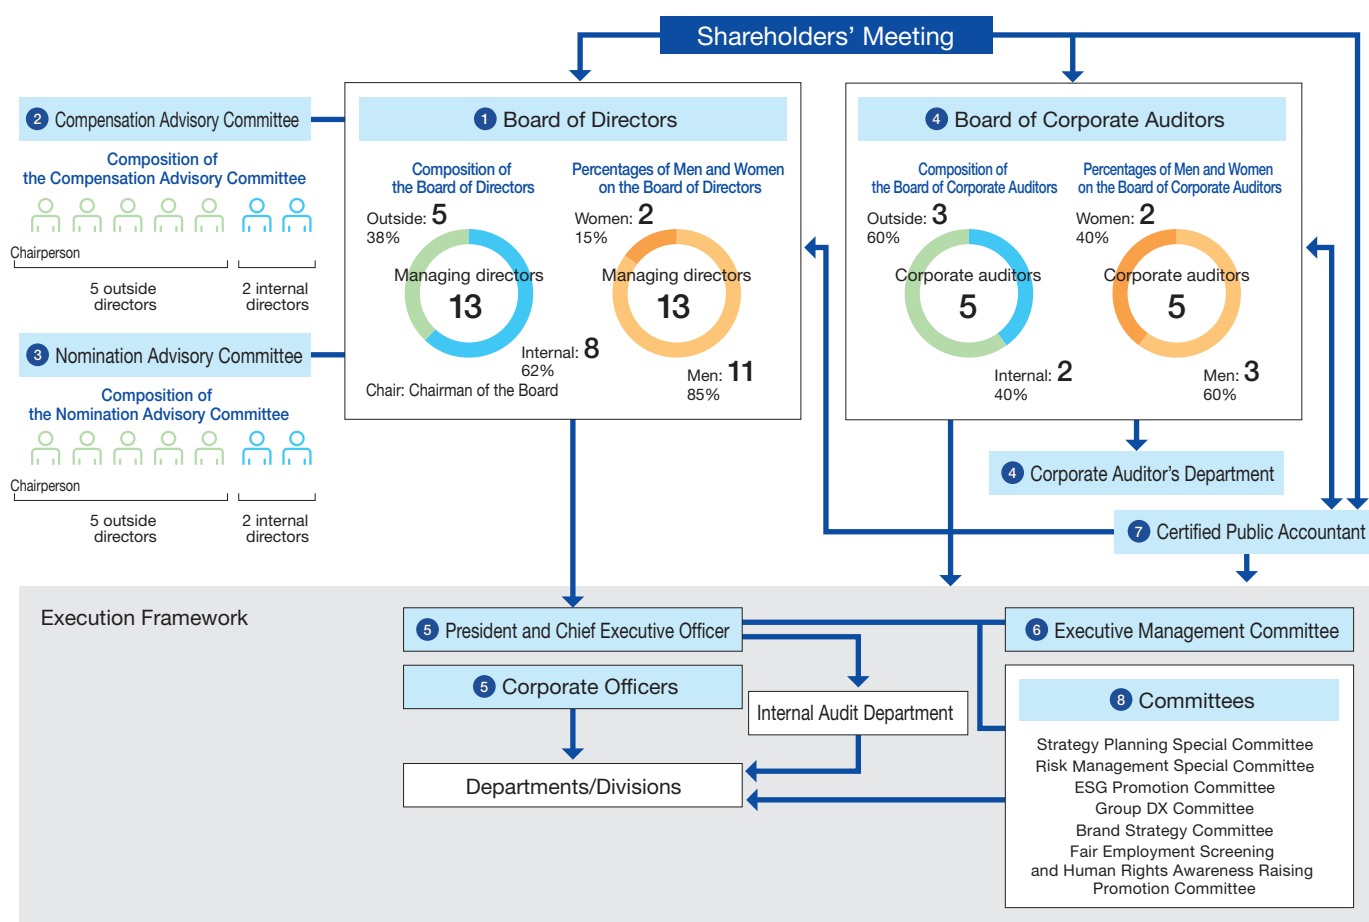 Shareholders’ Meeting
2 Compensation Advisory Committee
Composition of
the Compensation Advisory Committee
Chairperson
5 outside
directors
2 internal
directors
3 Nomination Advisory Committee
Composition of
the Nomination Advisory Committee
Chairperson
5 outside
directors
2 internal
directors
1 Board of Directors
Composition of
the Board of Directors
Outside: 5
38%
Managing directors
13
Internal: 8
62%
Chair: Chairman of the Board
Percentages of Men and Women
on the Board of Directors
Women: 2
15%
Managing directors
13
Men: 11
85%
4 Board of Corporate Auditors
Composition of
the Board of Corporate Auditors
Outside: 3
60%
Corporate auditors
5
Internal: 2
40%
Percentages of Men and Women
on the Board of Corporate Auditors
Women: 2
40%
Corporate auditors
5
Men: 3
60%
4 Corporate Auditor’s Department
7 Certified Public Accountant
Execution Framework
5 President and Chief Executive Officer
5 Corporate Officers
Internal Audit Department
Departments/Divisions
6 Executive Management Committee
8 Committees
Strategy Planning Special Committee
Risk Management Special Committee
ESG Promotion Committee
Group DX Committee
Brand Strategy Committee
Fair Employment Screening
and Human Rights Awareness Raising
Promotion Committee